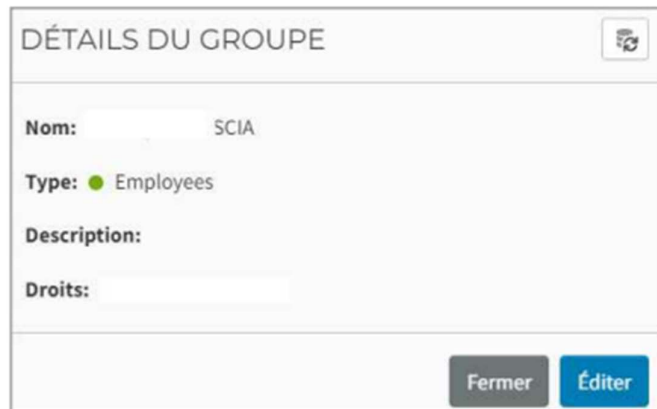 DÉTAILS DU GROUPE
Nom: SCIA
Type: Employees
Description:
Droits:
Fermer Éditer